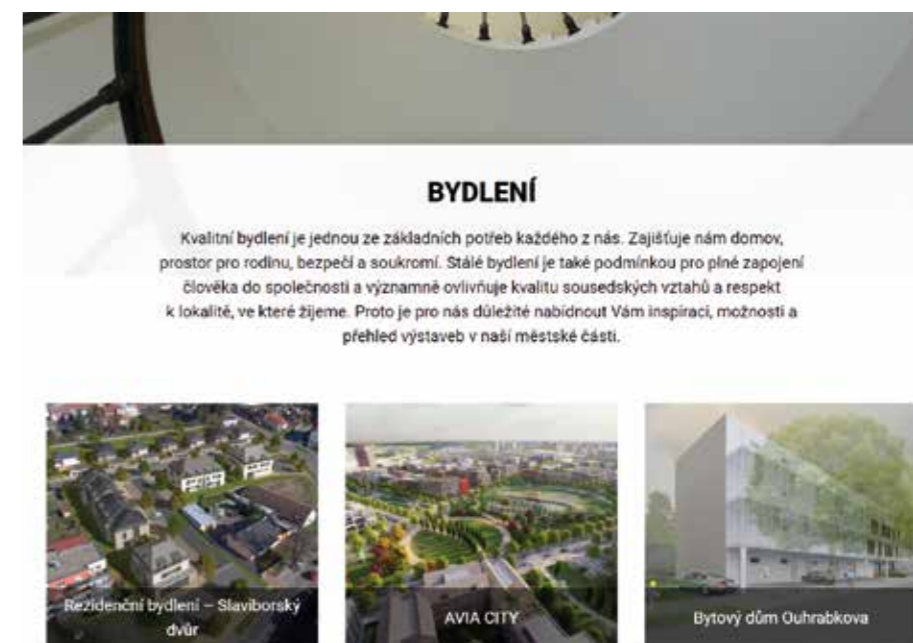 BYDLENÍ
Kvalitní bydlení je jednou ze základních potřeb každého z nás. Zajišťuje nám domov,
prostor pro rodinu, bezpečí a soukromí. Stálé bydlení je také podmínkou pro plné zapojení
člověka do společnosti a významně ovlivňuje kvalitu sousedských vztahů a respekt
k lokalitě, ve které žijeme. Proto je pro nás důležité nabídnout Vám inspiraci, možnosti a
přehled výstaveb v naší městské části.
Rezidenční bydlení – Slaviborský
dvůr
AVIA CITY
Bytový dům Ouhrabkova